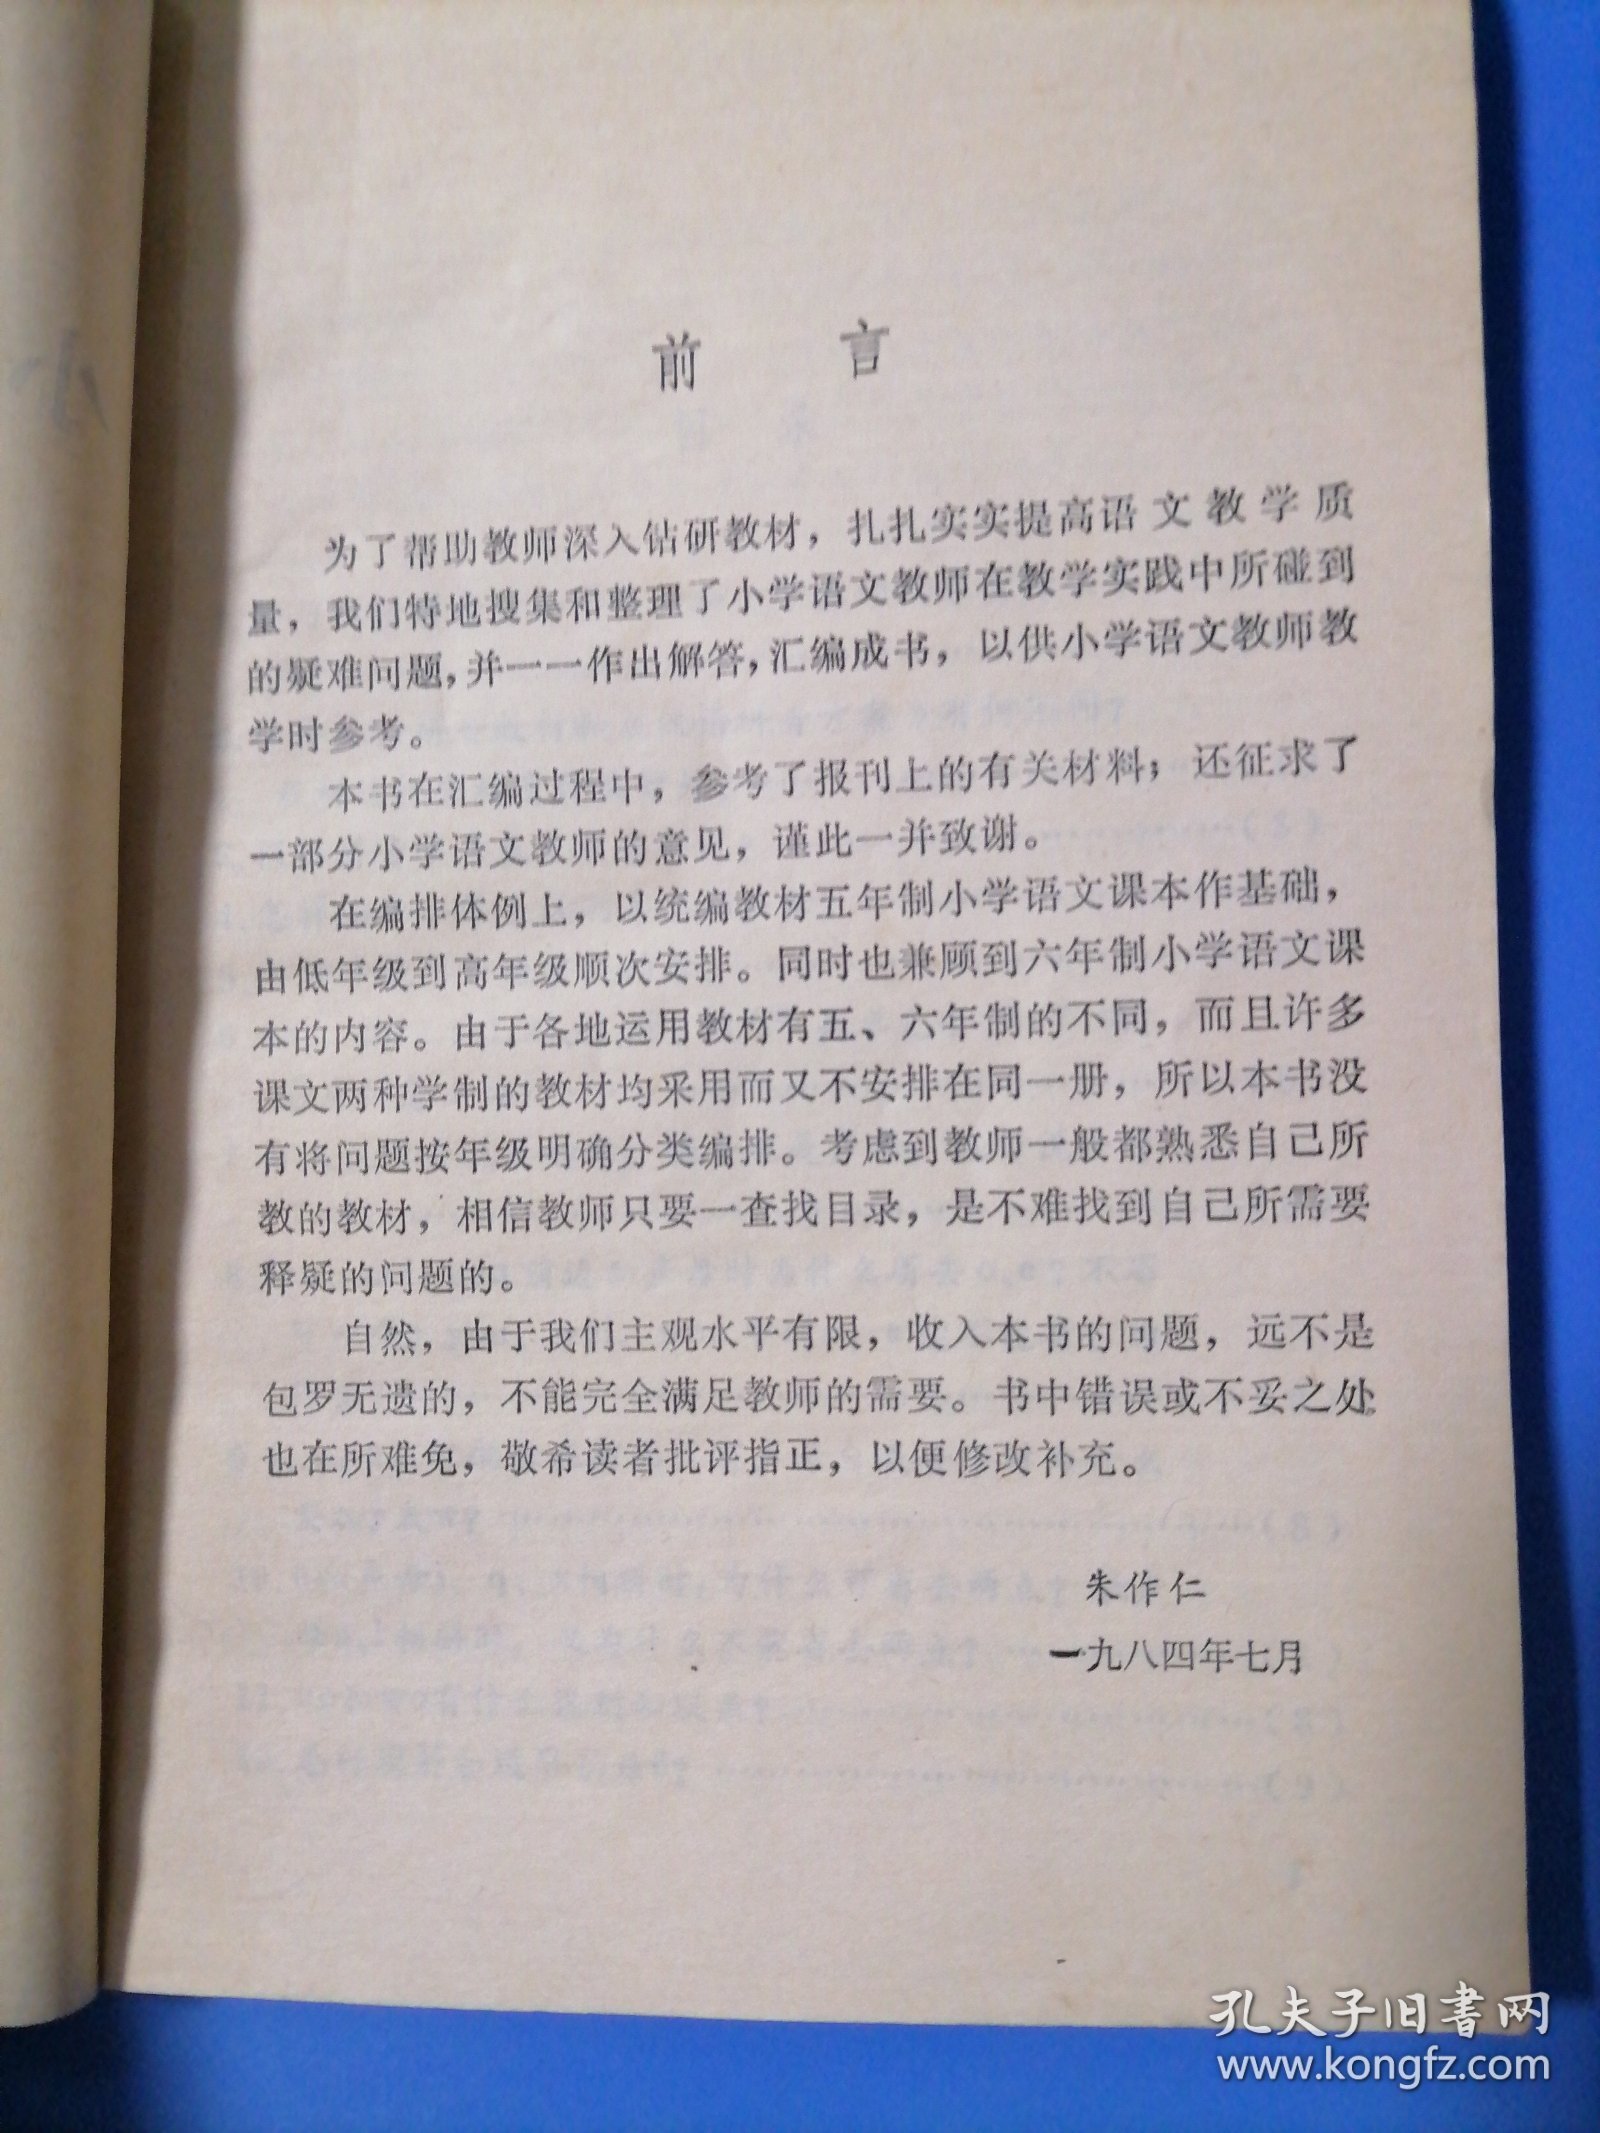 前言
为了帮助教师深入钻研教材，扎扎实实提高语文教学质
量，我们特地搜集和整理了小学语文教师在教学实践中所碰到
的疑难问题，并一一作出解答，汇编成书，以供小学语文教师教
学时参考。
本书在汇编过程中，参考了报刊上的有关材料；还征求了
一部分小学语文教师的意见，谨此一并致谢。
在编排体例上，以统编教材五年制小学语文课本作基础，
由低年级到高年级顺次安排。同时也兼顾到六年制小学语文课
本的内容。由于各地运用教材有五、六年制的不同，而且许多
课文两种学制的教材均采用而又不安排在同一册，所以本书没
有将问题按年级明确分类编排。考虑到教师一般都熟悉自己所
教的教材，相信教师只要一查找目录，是不难找到自己所需要
释疑的问题的。
自然，由于我们主观水平有限，收入本书的问题，远不是
包罗无遗的，不能完全满足教师的需要。书中错误或不妥之处
也在所难免，敬希读者批评指正，以便修改补充。
朱作仁
一九八四年七月
孔夫子旧书网
www.kongfz.com